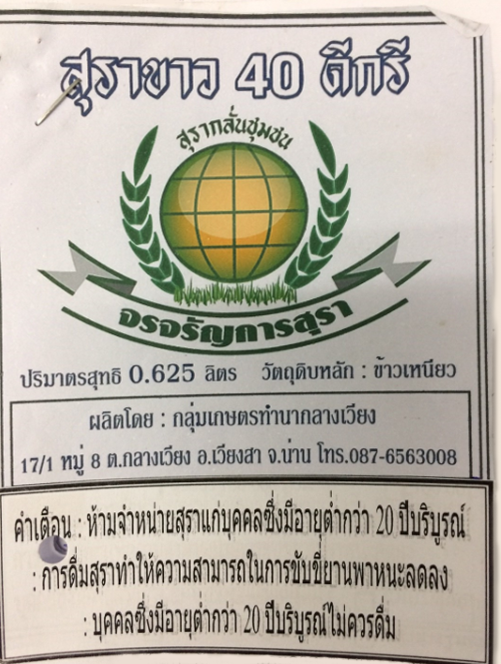 สุราขาว 40 ดีกรี
สุรากลั่นชุมชน
จรจรัญการสุรา
ปริมาตรสุทธิ 0.625 ลิตร วัตถุดิบหลัก : ข้าวเหนียว
ผลิตโดย : กลุ่มเกษตรทำนากลางเวียง
17/1 หมู่ 8 ต.กลางเวียง อ.เวียงสา จ.น่าน โทร.087-6563008
คำเตือน : ห้ามจำหน่ายสุราแก่บุคคลซึ่งมีอายุต่ำกว่า 20 ปีบริบูรณ์
: การดื่มสุราทำให้ความสามารถในการขับขี่ยานพาหนะลดลง
: บุคคลซึ่งมีอายุต่ำกว่า 20 ปีบริบูรณ์ไม่ควรดื่ม